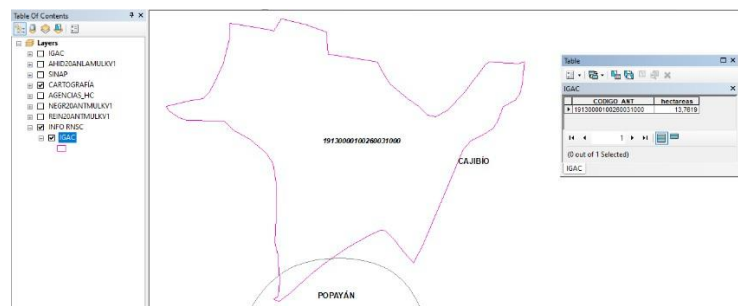 Table Of Contents
Layers
IGAC
AHID20ANLAMULKV1
SINAP
CARTOGRAFÍA
AGENCIAS_HC
NEGR20ANTMULKV1
REIN20ANTMULKV1
INFO RNSC
IGAC
19130000100260031000
CAJIBÍO
POPAYÁN
Table
IGAC
CODIGO_ANT hectareas
19130000100260031000 13,7819
1
(0 out of 1 Selected)
IGAC